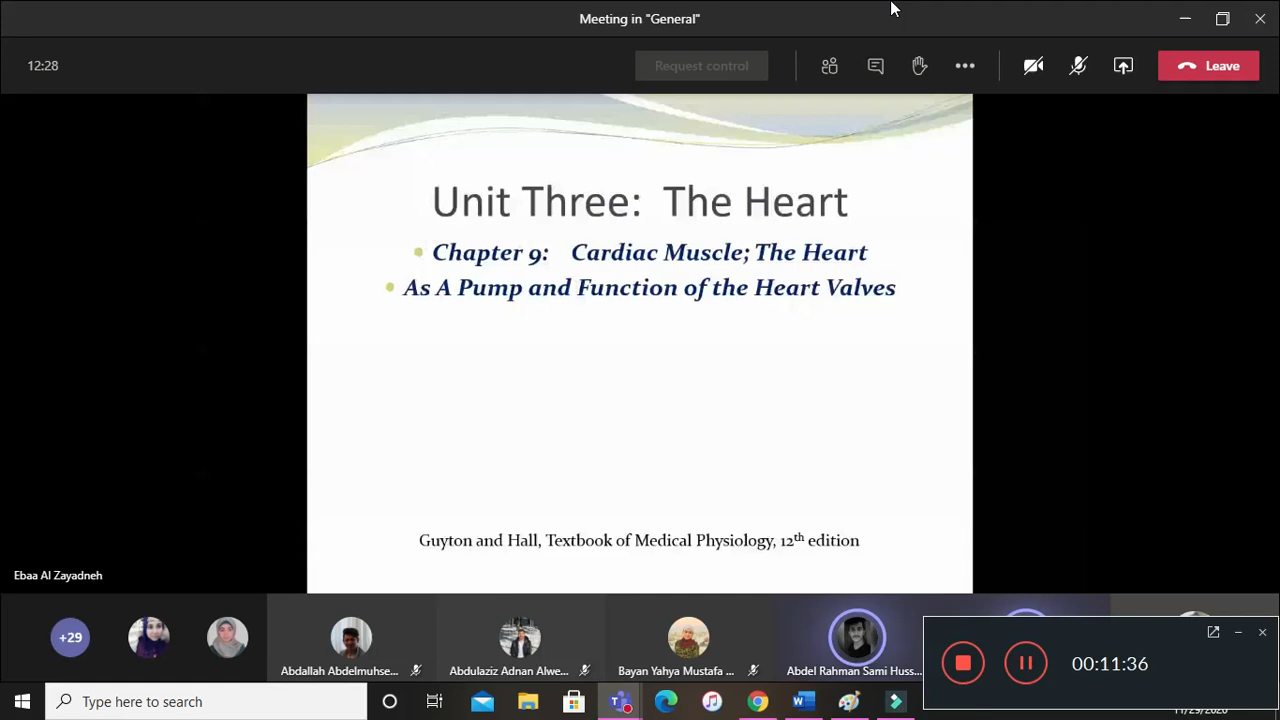 Meeting in "General"
12:28
Request control
Leave
Unit Three: The Heart
Chapter 9: Cardiac Muscle; The Heart
As A Pump and Function of the Heart Valves
Guyton and Hall, Textbook of Medical Physiology, 12th edition
Ebaa Al Zayadneh
+29
Abdallah Abdelmuhse...
Abdulaziz Adnan Alwe...
Bayan Yahya Mustafa ...
Abdel Rahman Sami Huss...
00:11:36
Type here to search